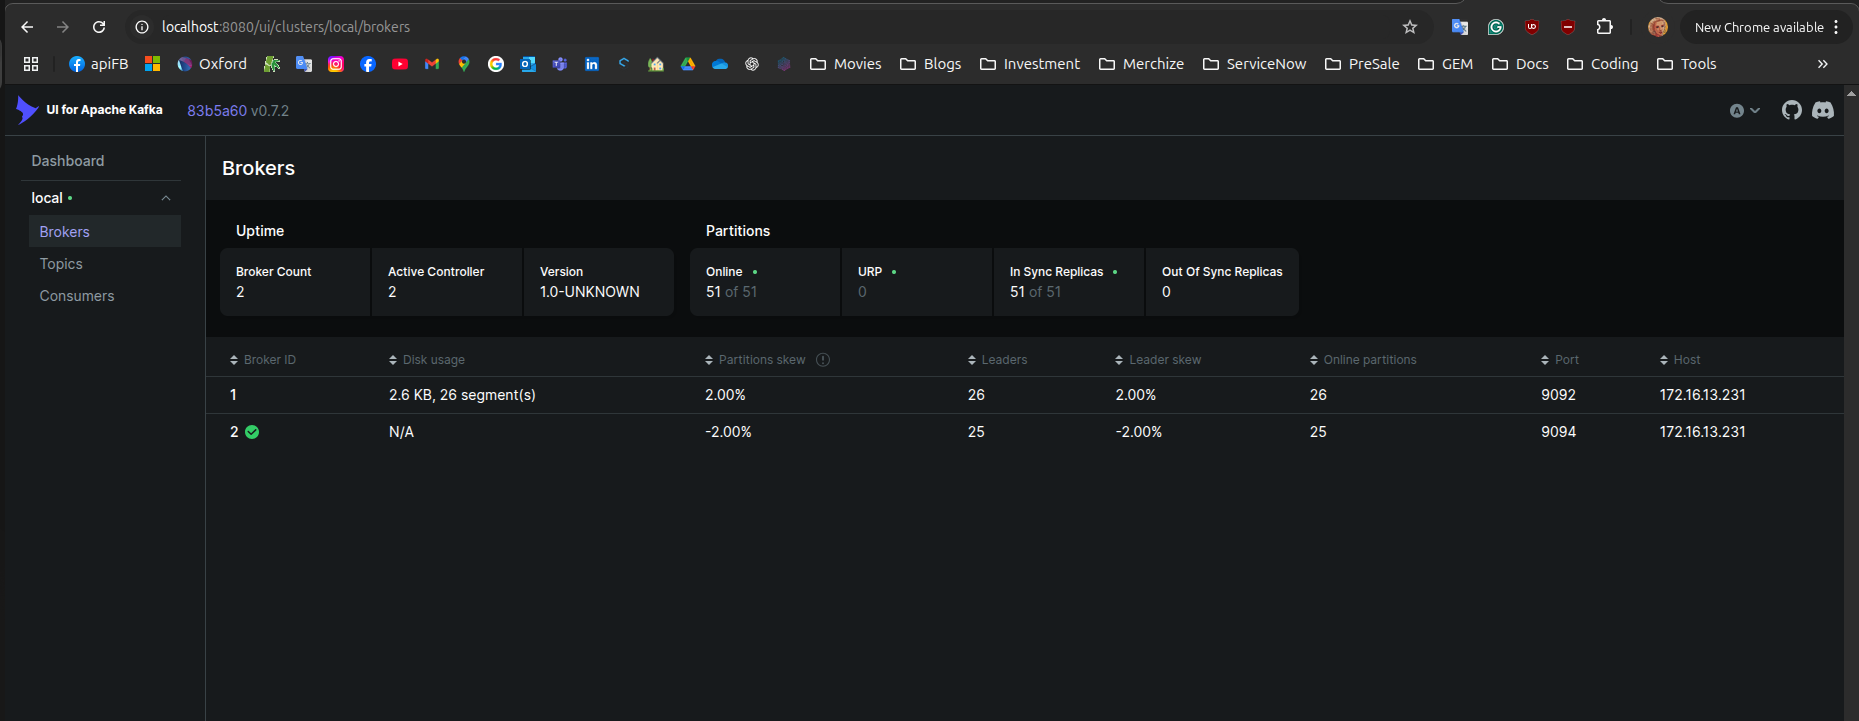 localhost:8080/ui/clusters/local/brokers
New Chrome available
apiFB Oxford Movies Blogs Investment Merchize ServiceNow PreSale GEM Docs Coding Tools »
UI for Apache Kafka 83b5a60 v0.7.2 A
Dashboard
local
Brokers
Topics
Consumers
Brokers
Uptime
Broker Count Active Controller Version
2 2 1.0-UNKNOWN
Partitions
Online URP In Sync Replicas Out Of Sync Replicas
51 of 51 0 51 of 51 0
Broker ID Disk usage Partitions skew Leaders Leader skew Online partitions Port Host
1 2.6 KB, 26 segment(s) 2.00% 26 2.00% 26 9092 172.16.13.231
2 N/A -2.00% 25 -2.00% 25 9094 172.16.13.231